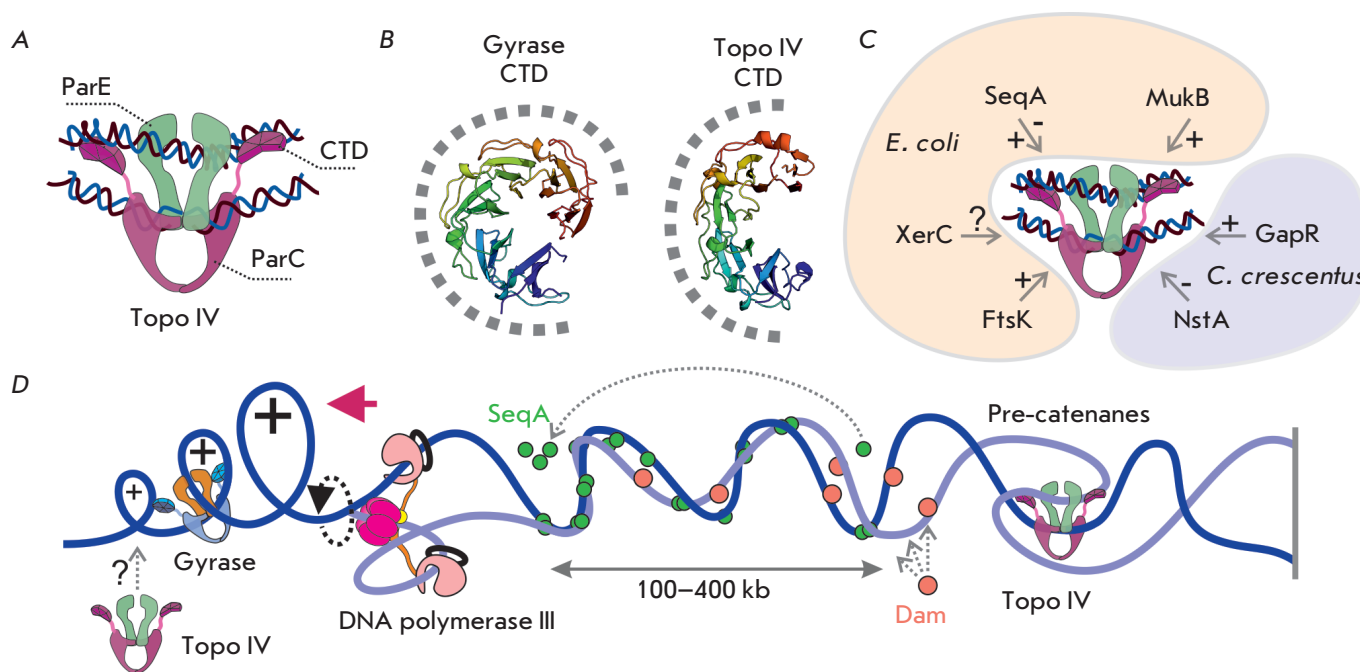 A
ParE
CTD
ParC
Topo IV
B
Gyrase
CTD
Topo IV
CTD
C
SeqA
MukB
+
-
+
E. coli
XerC
?
+
GapR
C. crescentus
+
-
FtsK
NstA
D
+
+
+
SeqA
Pre-catenanes
Gyrase
?
Topo IV
DNA polymerase III
100–400 kb
Dam
Topo IV